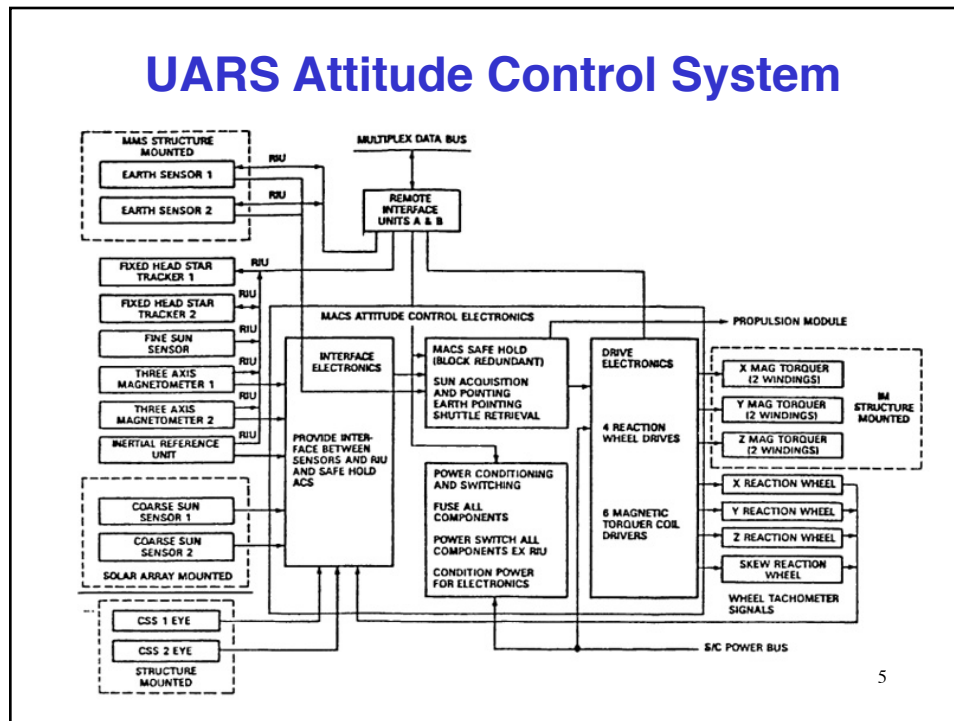 UARS Attitude Control System
MMS STRUCTURE
MOUNTED
EARTH SENSOR 1
EARTH SENSOR 2
RIU
RIU
MULTIPLEX DATA BUS
REMOTE
INTERFACE
UNITS A & B
FIXED HEAD STAR
TRACKER 1
RIU
FIXED HEAD STAR
TRACKER 2
RIU
FINE SUN
SENSOR
RIU
THREE AXIS
MAGNETOMETER 1
RIU
THREE AXIS
MAGNETOMETER 2
RIU
INERTIAL REFERENCE
UNIT
RIU
COARSE SUN
SENSOR 1
COARSE SUN
SENSOR 2
SOLAR ARRAY MOUNTED
CSS 1 EYE
CSS 2 EYE
STRUCTURE
MOUNTED
MACS ATTITUDE CONTROL ELECTRONICS
INTERFACE
ELECTRONICS
PROVIDE INTER-
FACE BETWEEN
SENSORS AND RIU
AND SAFE HOLD
ACS
MACS SAFE HOLD
(BLOCK REDUNDANT)
SUN ACQUISITION
AND POINTING
EARTH POINTING
SHUTTLE RETRIEVAL
POWER CONDITIONING
AND SWITCHING
FUSE ALL
COMPONENTS
POWER SWITCH ALL
COMPONENTS EX RIU
CONDITION POWER
FOR ELECTRONICS
DRIVE
ELECTRONICS
4 REACTION
WHEEL DRIVES
6 MAGNETIC
TORQUER COIL
DRIVERS
PROPULSION MODULE
X MAG TORQUER
(2 WINDINGS)
Y MAG TORQUER
(2 WINDINGS)
Z MAG TORQUER
(2 WINDINGS)
IM
STRUCTURE
MOUNTED
X REACTION WHEEL
Y REACTION WHEEL
Z REACTION WHEEL
SKEW REACTION
WHEEL
WHEEL TACHOMETER
SIGNALS
S/C POWER BUS
5